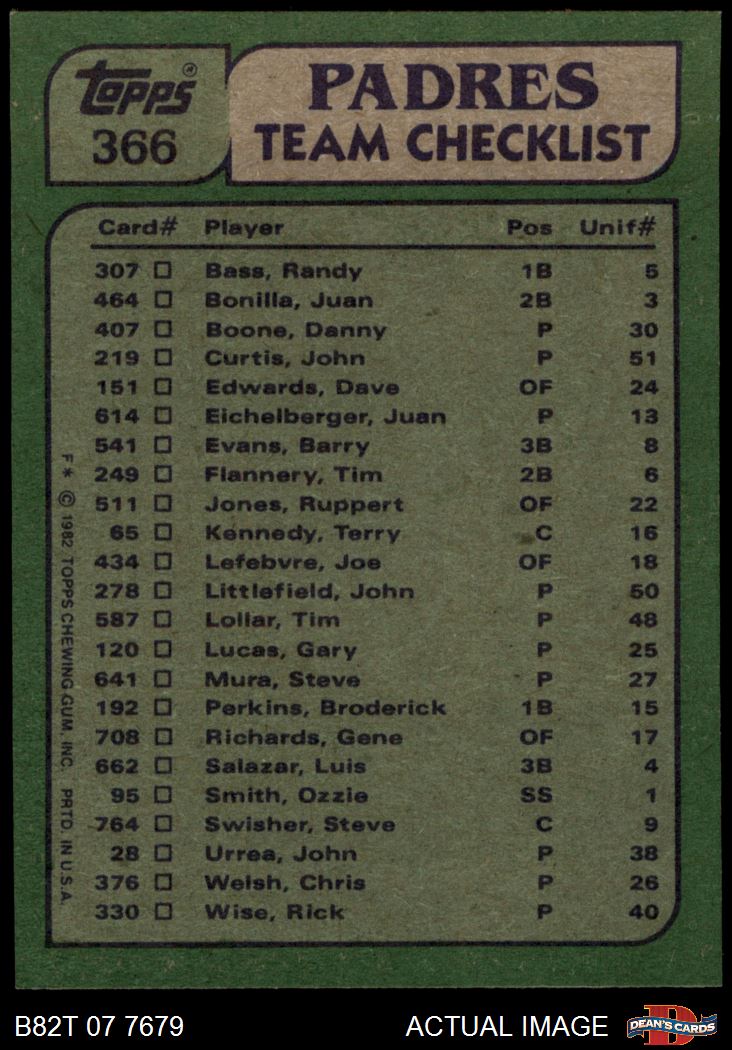 topps
366
PADRES
TEAM CHECKLIST
Card# Player Pos Unif#
307 Bass, Randy 1B 5
464 Bonilla, Juan 2B 3
407 Boone, Danny P 30
219 Curtis, John P 51
151 Edwards, Dave OF 24
614 Eichelberger, Juan P 13
541 Evans, Barry 3B 8
249 Flannery, Tim 2B 6
511 Jones, Ruppert OF 22
65 Kennedy, Terry C 16
434 Lefebvre, Joe OF 18
278 Littlefield, John P 50
587 Lollar, Tim P 48
120 Lucas, Gary P 25
641 Mura, Steve P 27
192 Perkins, Broderick 1B 15
708 Richards, Gene OF 17
662 Salazar, Luis 3B 4
95 Smith, Ozzie SS 1
764 Swisher, Steve C 9
28 Urrea, John P 38
376 Welsh, Chris P 26
330 Wise, Rick P 40
F* © 1982 TOPPS CHEWING GUM, INC. PRTD. IN U.S.A.
B82T 07 7679 ACTUAL IMAGE
D
DEAN'S CARDS